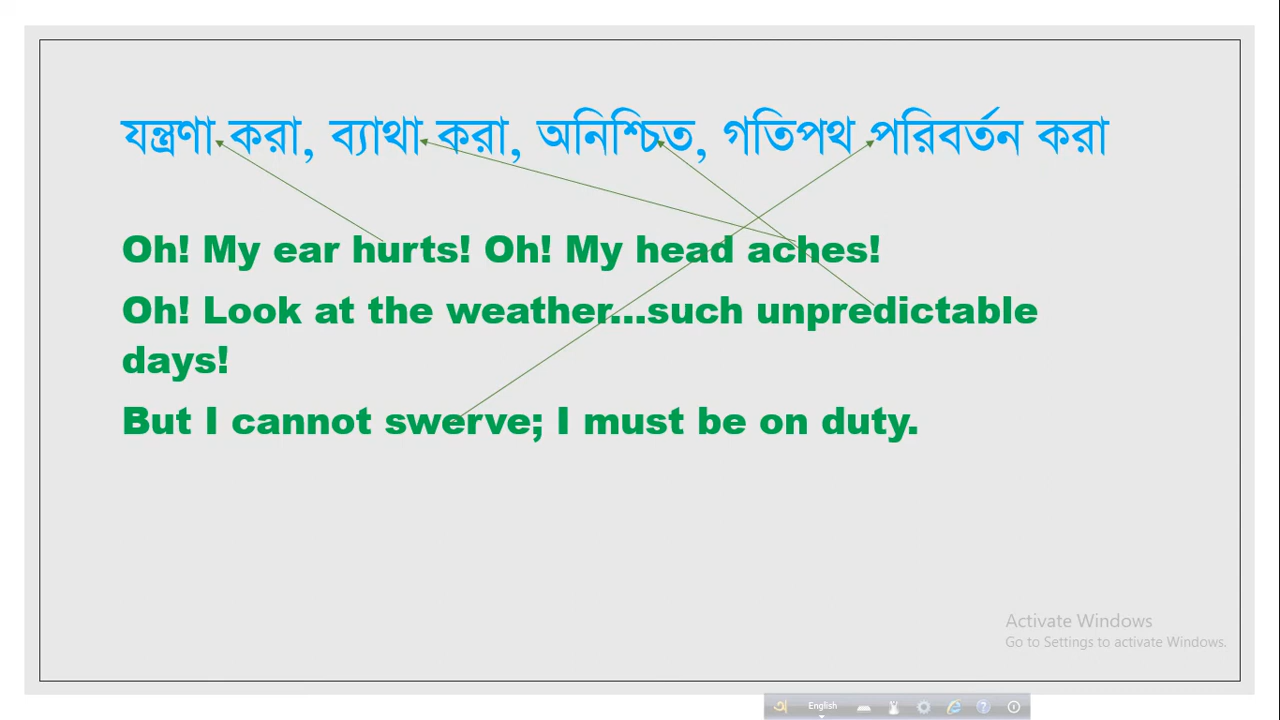 যন্ত্রণা করা, ব্যাথা করা, অনিশ্চিত, গতিপথ পরিবর্তন করা
Oh! My ear hurts! Oh! My head aches!
Oh! Look at the weather...such unpredictable
days!
But I cannot swerve; I must be on duty.
Activate Windows
Go to Settings to activate Windows.
অ English